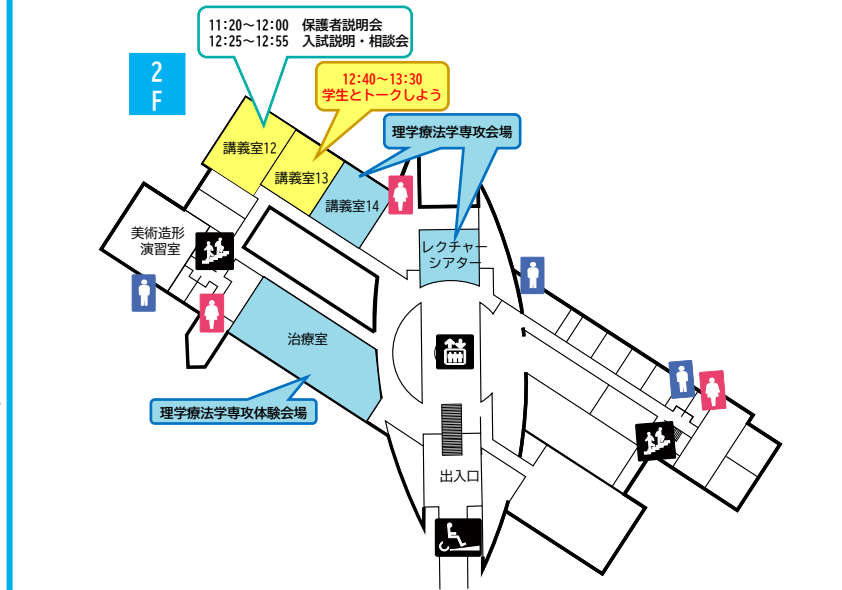 11:20~12:00 保護者説明会
12:25~12:55 入試説明・相談会
2
F
12:40~13:30
学生とトークしよう
理学療法学専攻会場
講義室12
講義室13
講義室14
美術造形
演習室
レクチャー
シアター
治療室
理学療法学専攻体験会場
出入口